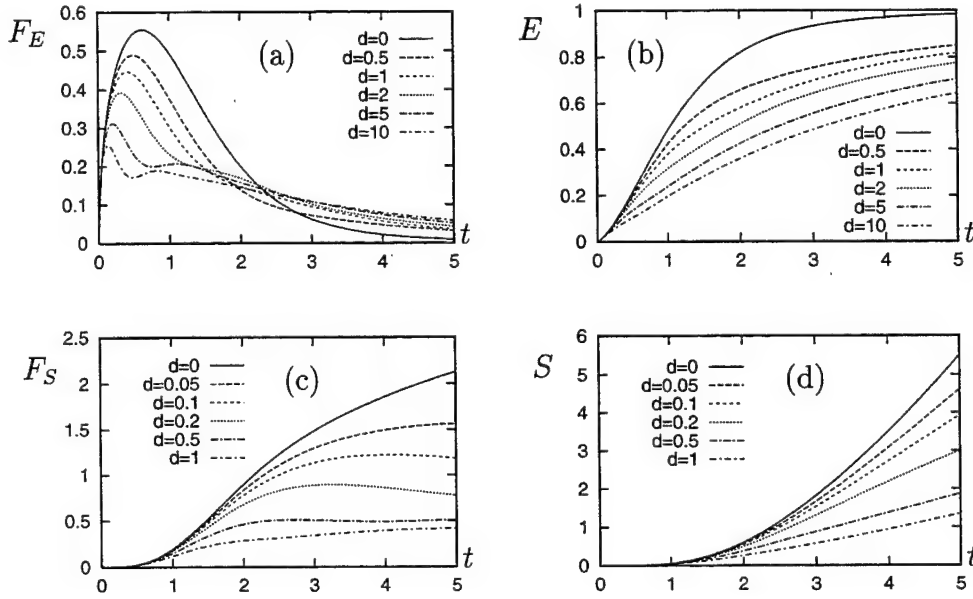 F_E
0.6
0.5
0.4
0.3
0.2
0.1
0
(a)
d=0
d=0.5
d=1
d=2
d=5
d=10
0 1 2 3 4 5
t
E
1
0.8
0.6
0.4
0.2
0
(b)
d=0
d=0.5
d=1
d=2
d=5
d=10
0 1 2 3 4 5
t
F_S
2.5
2
1.5
1
0.5
0
(c)
d=0
d=0.05
d=0.1
d=0.2
d=0.5
d=1
0 1 2 3 4 5
t
S
6
5
4
3
2
1
0
(d)
d=0
d=0.05
d=0.1
d=0.2
d=0.5
d=1
0 1 2 3 4 5
t